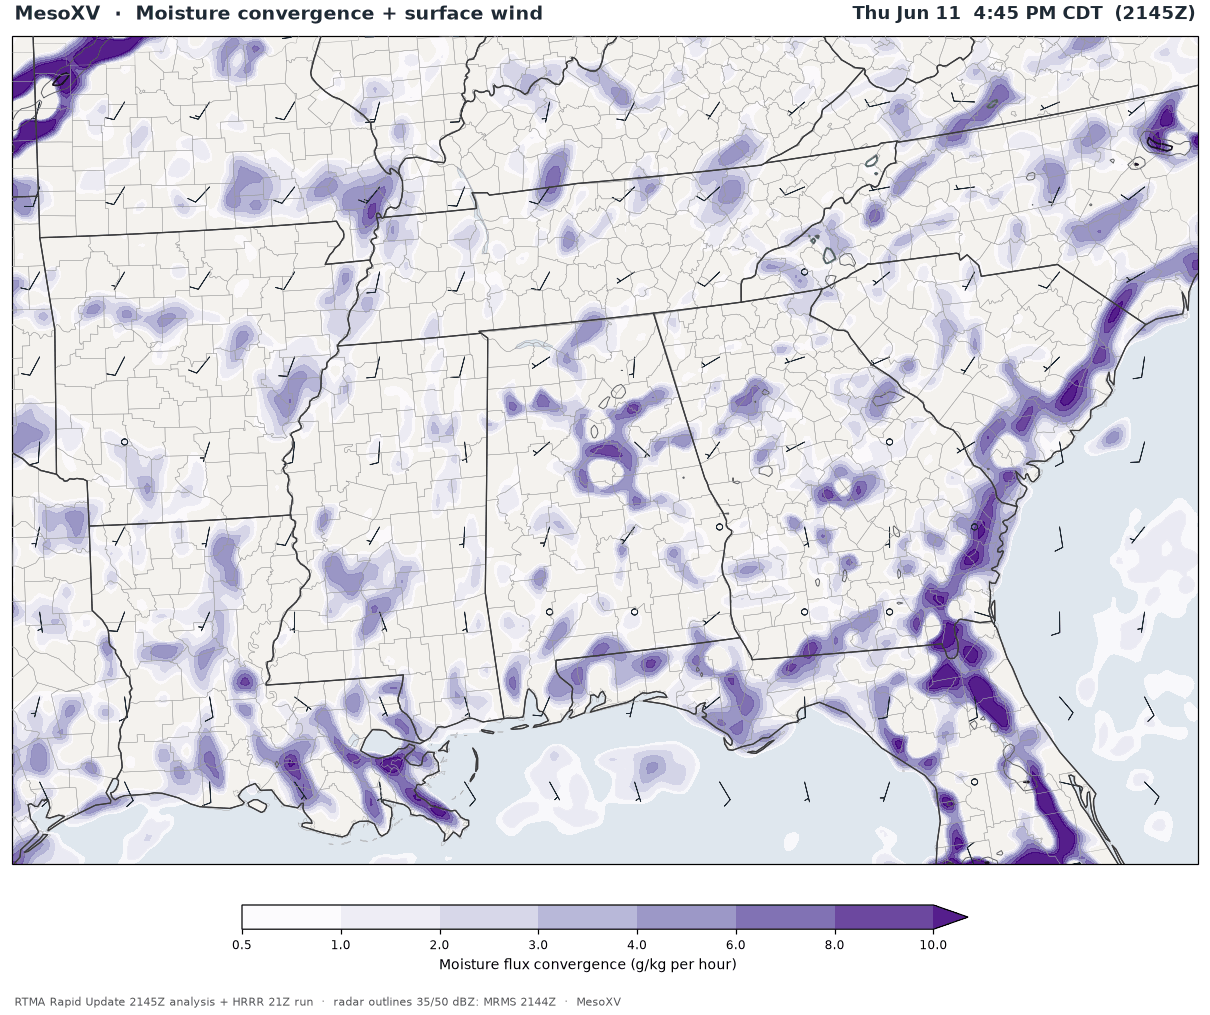 MesoXV · Moisture convergence + surface wind
Thu Jun 11 4:45 PM CDT (2145Z)
0.5 1.0 2.0 3.0 4.0 6.0 8.0 10.0
Moisture flux convergence (g/kg per hour)
RTMA Rapid Update 2145Z analysis + HRRR 21Z run · radar outlines 35/50 dBZ: MRMS 2144Z · MesoXV